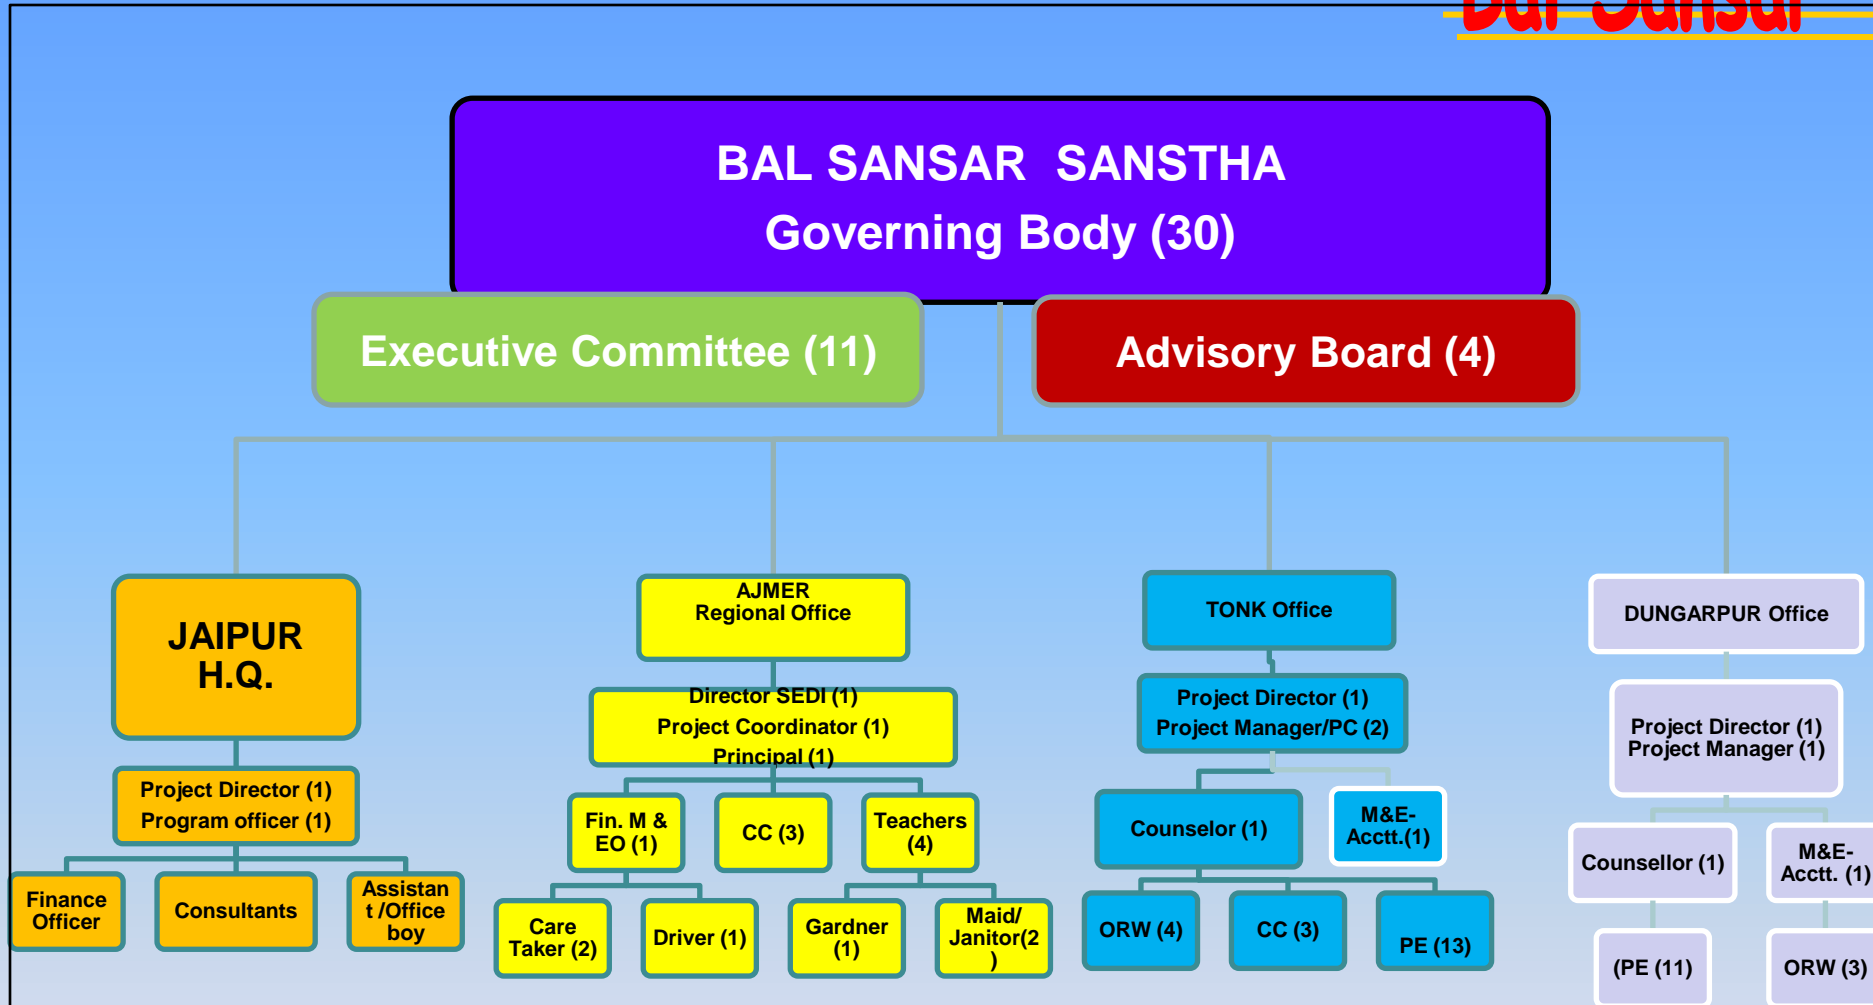 Bal Sansar
BAL SANSAR SANSTHA
Governing Body (30)
Executive Committee (11)
Advisory Board (4)
JAIPUR
H.Q.
AJMER
Regional Office
TONK Office
DUNGARPUR Office
Project Director (1)
Program officer (1)
Director SEDI (1)
Project Coordinator (1)
Principal (1)
Project Director (1)
Project Manager/PC (2)
Project Director (1)
Project Manager (1)
Finance
Officer
Consultants
Assistan
t /Office
boy
Fin. M &
EO (1)
CC (3)
Teachers
(4)
Care
Taker (2)
Driver (1)
Gardner
(1)
Maid/
Janitor(2
)
Counselor (1)
M&E-
Acctt.(1)
ORW (4)
CC (3)
PE (13)
Counsellor (1)
M&E-
Acctt. (1)
(PE (11)
ORW (3)